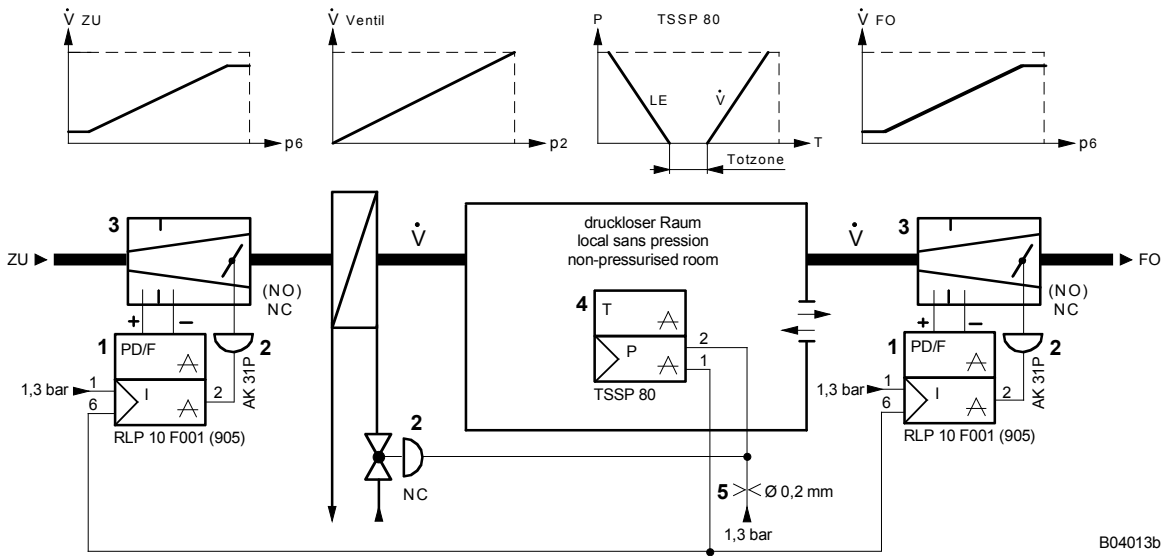 V̇ ZU
p6
V̇ Ventil
p2
P
TSSP 80
LE
V̇
T
Totzone
V̇ FO
p6
3
ZU
(NO)
NC
+
–
1
PD/F
2
1,3 bar
1
6
I
2
AK 31P
RLP 10 F001 (905)
V̇
2
NC
druckloser Raum
local sans pression
non-pressurised room
4
T
P
2
1
TSSP 80
5
Ø 0,2 mm
1,3 bar
V̇
3
FO
(NO)
NC
+
–
1
PD/F
2
1,3 bar
1
6
I
2
AK 31P
RLP 10 F001 (905)
B04013b